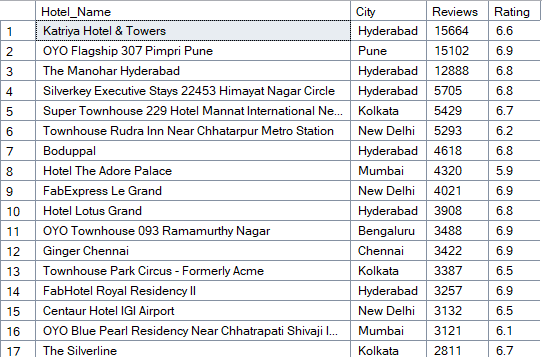 Hotel_Name City Reviews Rating
1 Katriya Hotel & Towers Hyderabad 15664 6.6
2 OYO Flagship 307 Pimpri Pune Pune 15102 6.9
3 The Manohar Hyderabad Hyderabad 12888 6.8
4 Silverkey Executive Stays 22453 Himayat Nagar Circle Hyderabad 5705 6.8
5 Super Townhouse 229 Hotel Mannat International Ne... Kolkata 5429 6.7
6 Townhouse Rudra Inn Near Chhatarpur Metro Station New Delhi 5293 6.2
7 Boduppal Hyderabad 4618 6.8
8 Hotel The Adore Palace Mumbai 4320 5.9
9 FabExpress Le Grand New Delhi 4021 6.9
10 Hotel Lotus Grand Hyderabad 3908 6.8
11 OYO Townhouse 093 Ramamurthy Nagar Bengaluru 3488 6.9
12 Ginger Chennai Chennai 3422 6.9
13 Townhouse Park Circus - Formerly Acme Kolkata 3387 6.5
14 FabHotel Royal Residency II Hyderabad 3257 6.9
15 Centaur Hotel IGI Airport New Delhi 3132 6.5
16 OYO Blue Pearl Residency Near Chhatrapati Shivaji I... Mumbai 3121 6.1
17 The Silverline Kolkata 2811 6.7